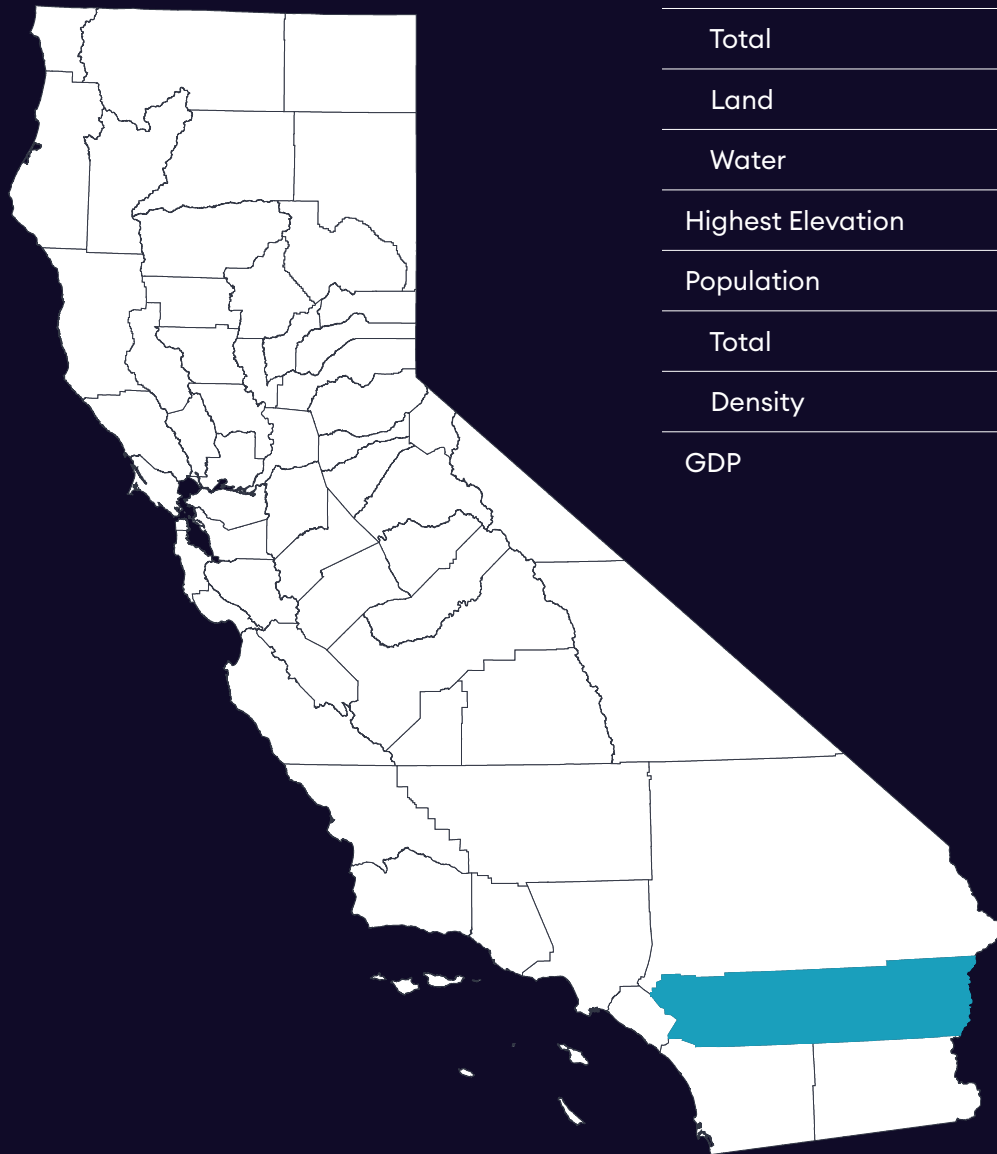 Total
Land
Water
Highest Elevation
Population
Total
Density
GDP